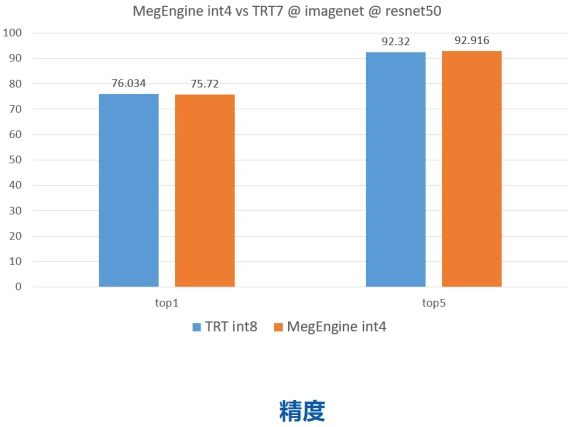 MegEngine int4 vs TRT7 @ imagenet @ resnet50
100
90
80
70
60
50
40
30
20
10
0
76.034
75.72
92.32
92.916
top1
top5
TRT int8
MegEngine int4
精度